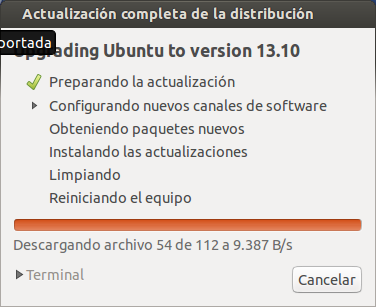 Actualización completa de la distribución
portada
Upgrading Ubuntu to version 13.10
Preparando la actualización
Configurando nuevos canales de software
Obteniendo paquetes nuevos
Instalando las actualizaciones
Limpiando
Reiniciando el equipo
Descargando archivo 54 de 112 a 9.387 B/s
Terminal
Cancelar